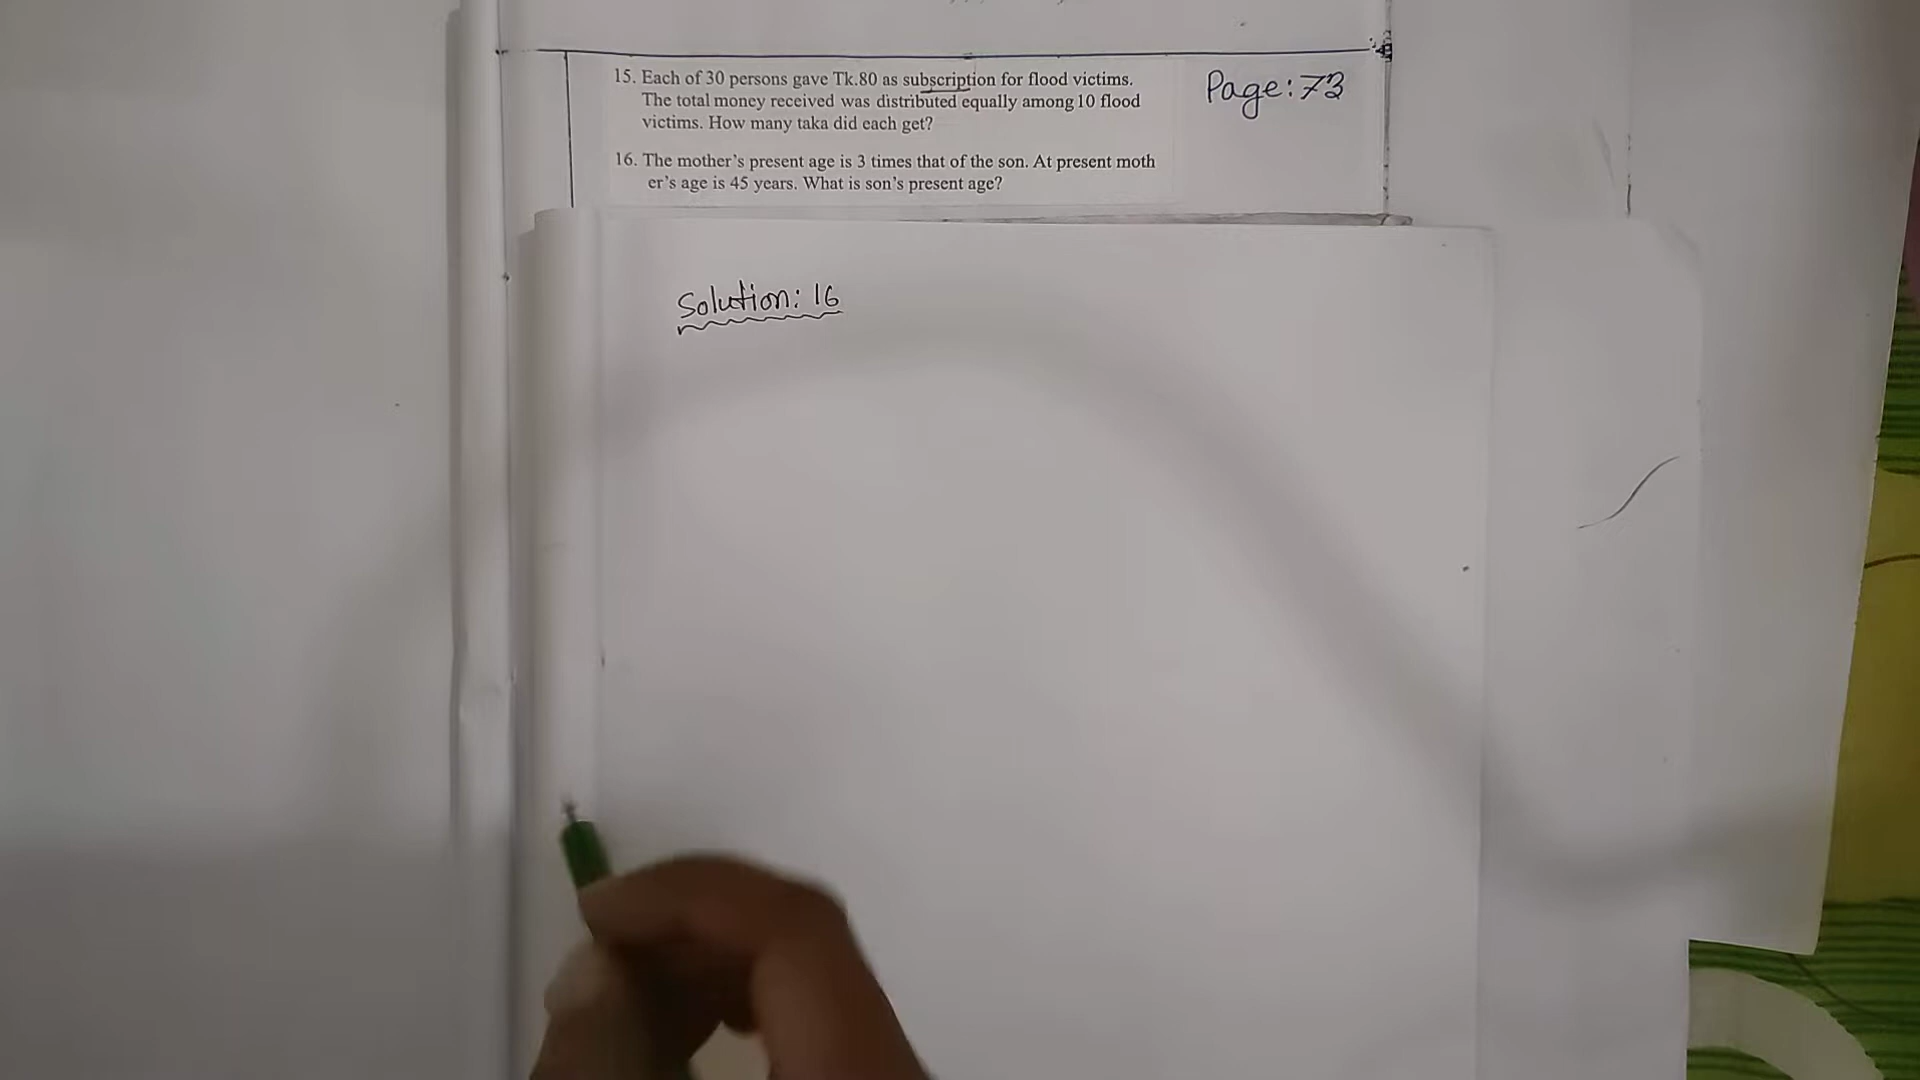 15. Each of 30 persons gave Tk.80 as subscription for flood victims.
The total money received was distributed equally among 10 flood
victims. How many taka did each get?
Page: 73
16. The mother's present age is 3 times that of the son. At present moth
er's age is 45 years. What is son's present age?
Solution: 16